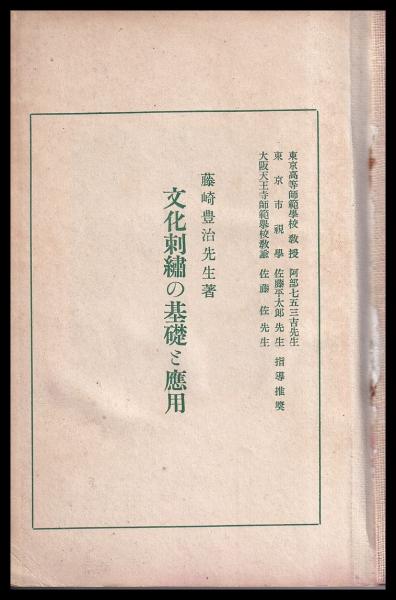 東京高等師範學校教授 阿部七五三吉先生
東京市視學 佐藤平太郎先生 指導推奬
大阪天王寺師範學校敎諭 佐藤佐先生
藤崎豊治先生著
文化刺繡の基礎と應用